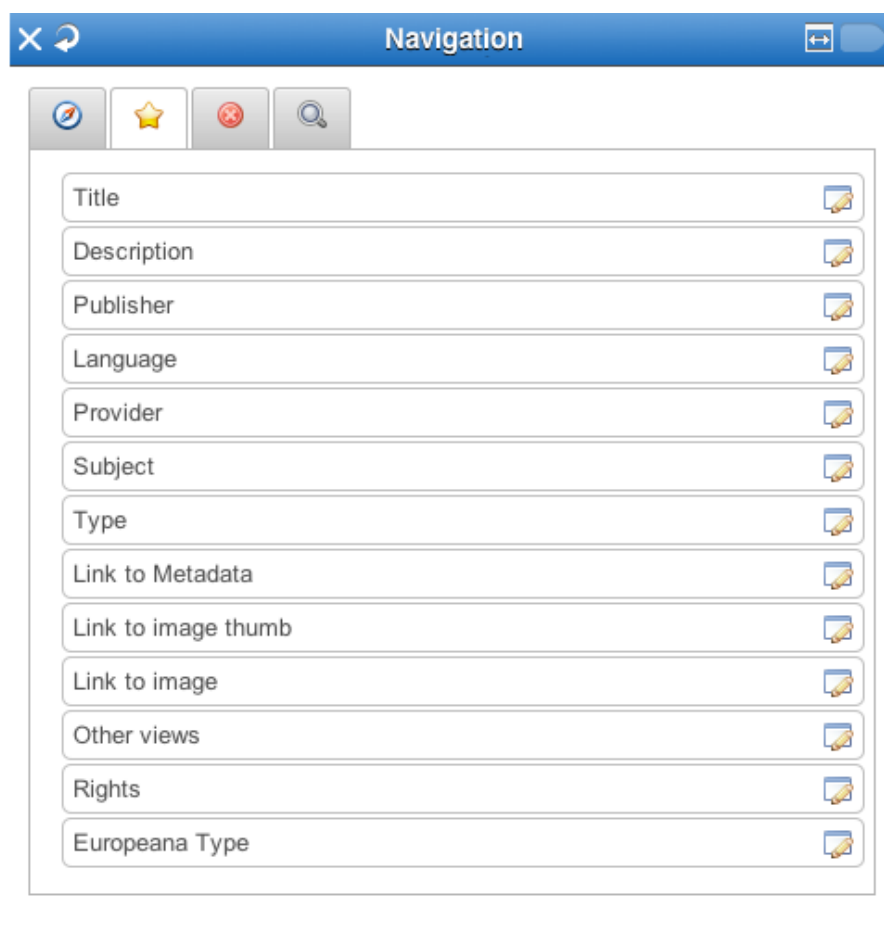 Navigation
Title
Description
Publisher
Language
Provider
Subject
Type
Link to Metadata
Link to image thumb
Link to image
Other views
Rights
Europeana Type